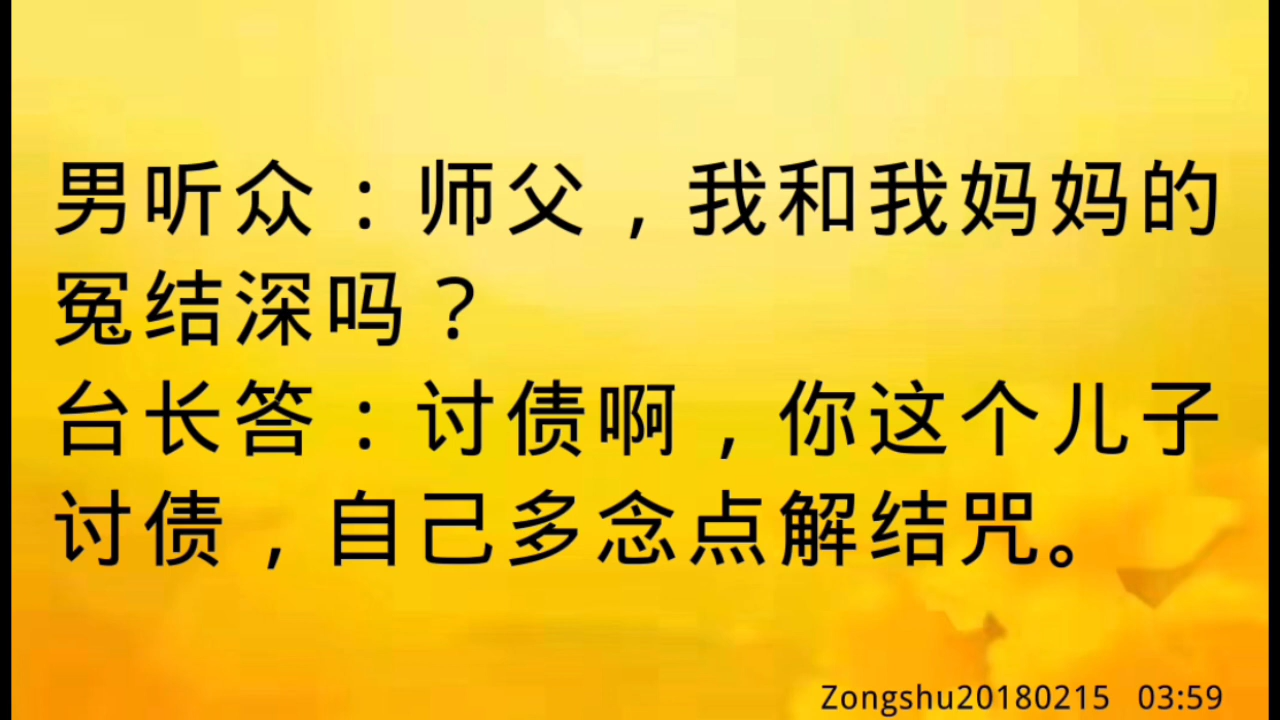 男听众：师父，我和我妈妈的
冤结深吗？
台长答：讨债啊，你这个儿子
讨债，自己多念点解结咒。
Zongshu20180215 03:59